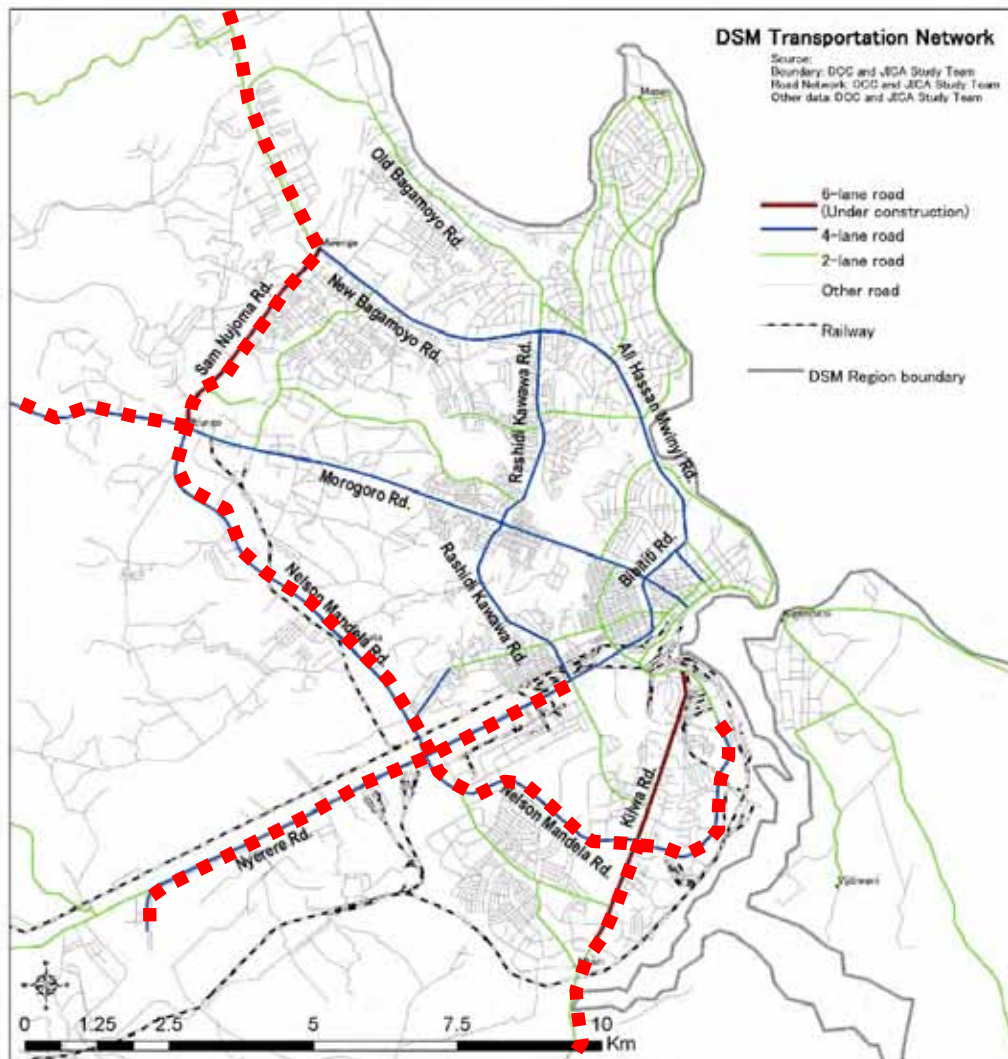 DSM Transportation Network
Source:
Boundary: DCC and JICA Study Team
Road Network: DCC and JICA Study Team
Other data: DCC and JICA Study Team
Msasani
6-lane road
(Under construction)
4-lane road
2-lane road
Other road
Railway
DSM Region boundary
Old Bagamoyo Rd.
Mwenge
New Bagamoyo Rd.
Sam Nujoma Rd.
Ali Hassan Mwinyi Rd.
Rashidi Kawawa Rd.
Ubungo
Morogoro Rd.
Bibititi Rd.
Rashidi Kawawa Rd.
Nelson Mandela Rd.
Kilwa Rd.
Nelson Mandela Rd.
Nyerere Rd.
0 1.25 2.5 5 7.5 10
Km